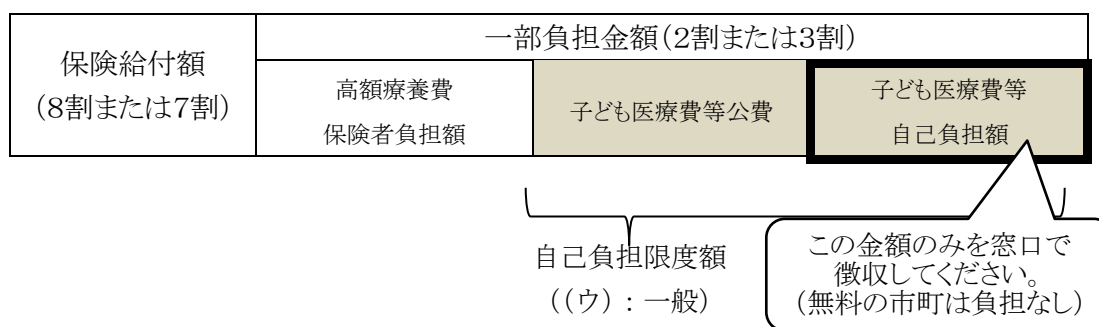 保険給付額
(8割または7割)
一部負担金額(2割または3割)
高額療養費
保険者負担額
子ども医療費等公費
子ども医療費等
自己負担額
自己負担限度額
((ウ):一般)
この金額のみを窓口で
徴収してください。
(無料の市町は負担なし)